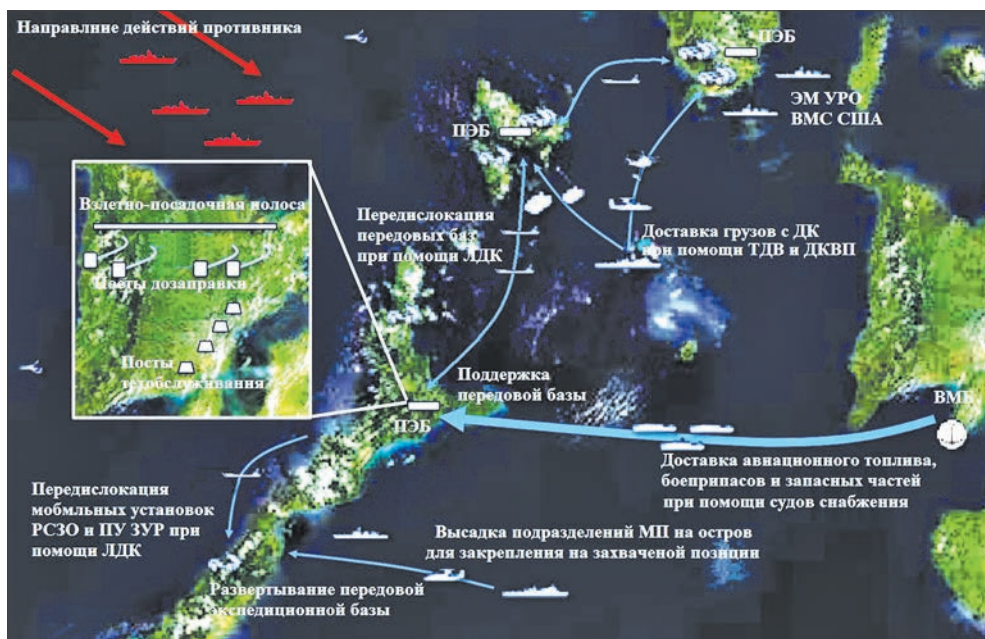 Направлние действий противника
ПЭБ
ЭМ УРО
ВМС США
ПЭБ
Взлетно-посадочная полоса
Посты дозаправки
Посты
техобслуживания
Передислокация
передовых баз
при помощи ЛДК
Доставка грузов с ДК
при помощи ТДВ и ДКВП
Поддержка
передовой базы
ПЭБ
ВМБ
Доставка авиационного топлива,
боеприпасов и запасных частей
при помощи судов снабжения
Передислокация
мобмльных установок
РСЗО и ПУ ЗУР при
помощи ЛДК
Высадка подразделений МП на остров
для закрепления на захваченой позиции
Развертывание передовой
экспедиционной базы